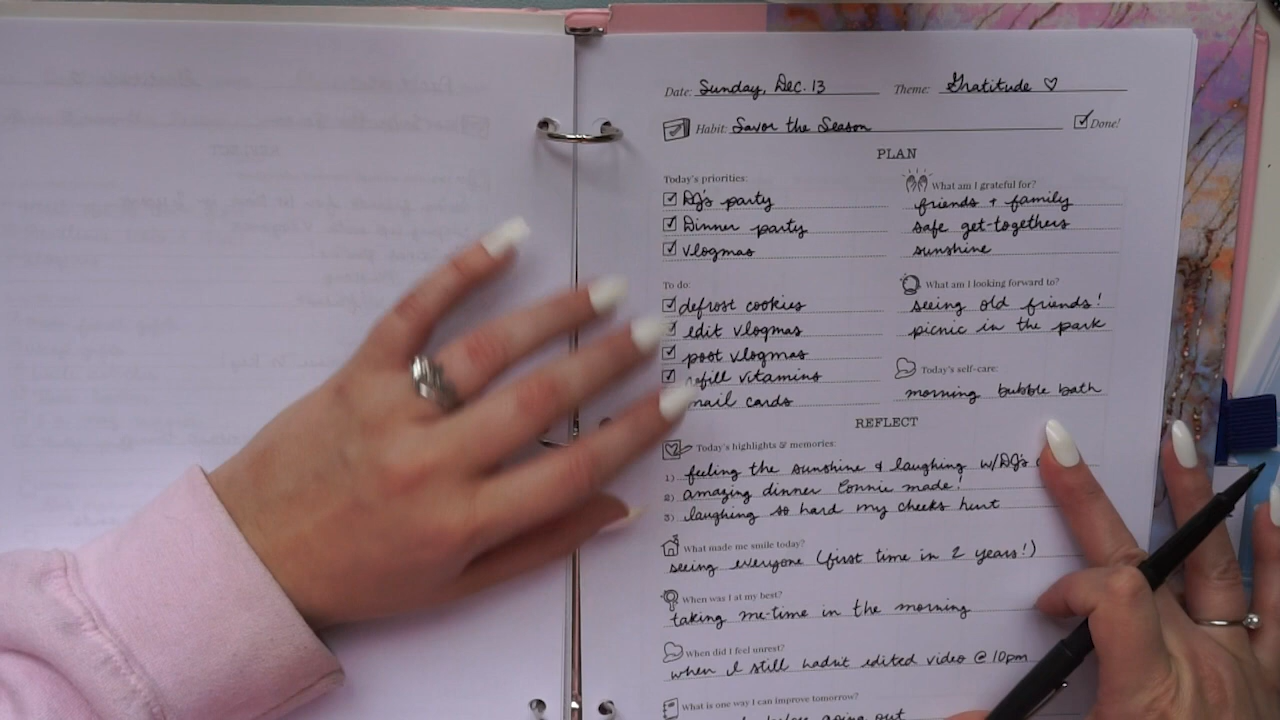 Date: Sunday, Dec. 13 Theme: Gratitude ♡
Habit: Savor the Season ☑ Done!
PLAN
Today's priorities:
☑ DJ's party
☑ Dinner party
☑ Vlogmas
What am I grateful for?
friends + family
safe get-togethers
sunshine
To do:
☑ defrost cookies
☑ edit vlogmas
☑ post vlogmas
☑ refill vitamins
mail cards
What am I looking forward to?
seeing old friends!
picnic in the park
Today's self-care:
morning bubble bath
REFLECT
Today's highlights & memories:
1) feeling the sunshine & laughing w/DJ's
2) amazing dinner Connie made!
3) laughing so hard my cheeks hurt
What made me smile today?
seeing everyone (first time in 2 years!)
When was I at my best?
taking me-time in the morning
When did I feel unrest?
when I still hadn't edited video @ 10pm
What is one way I can improve tomorrow?
before going out